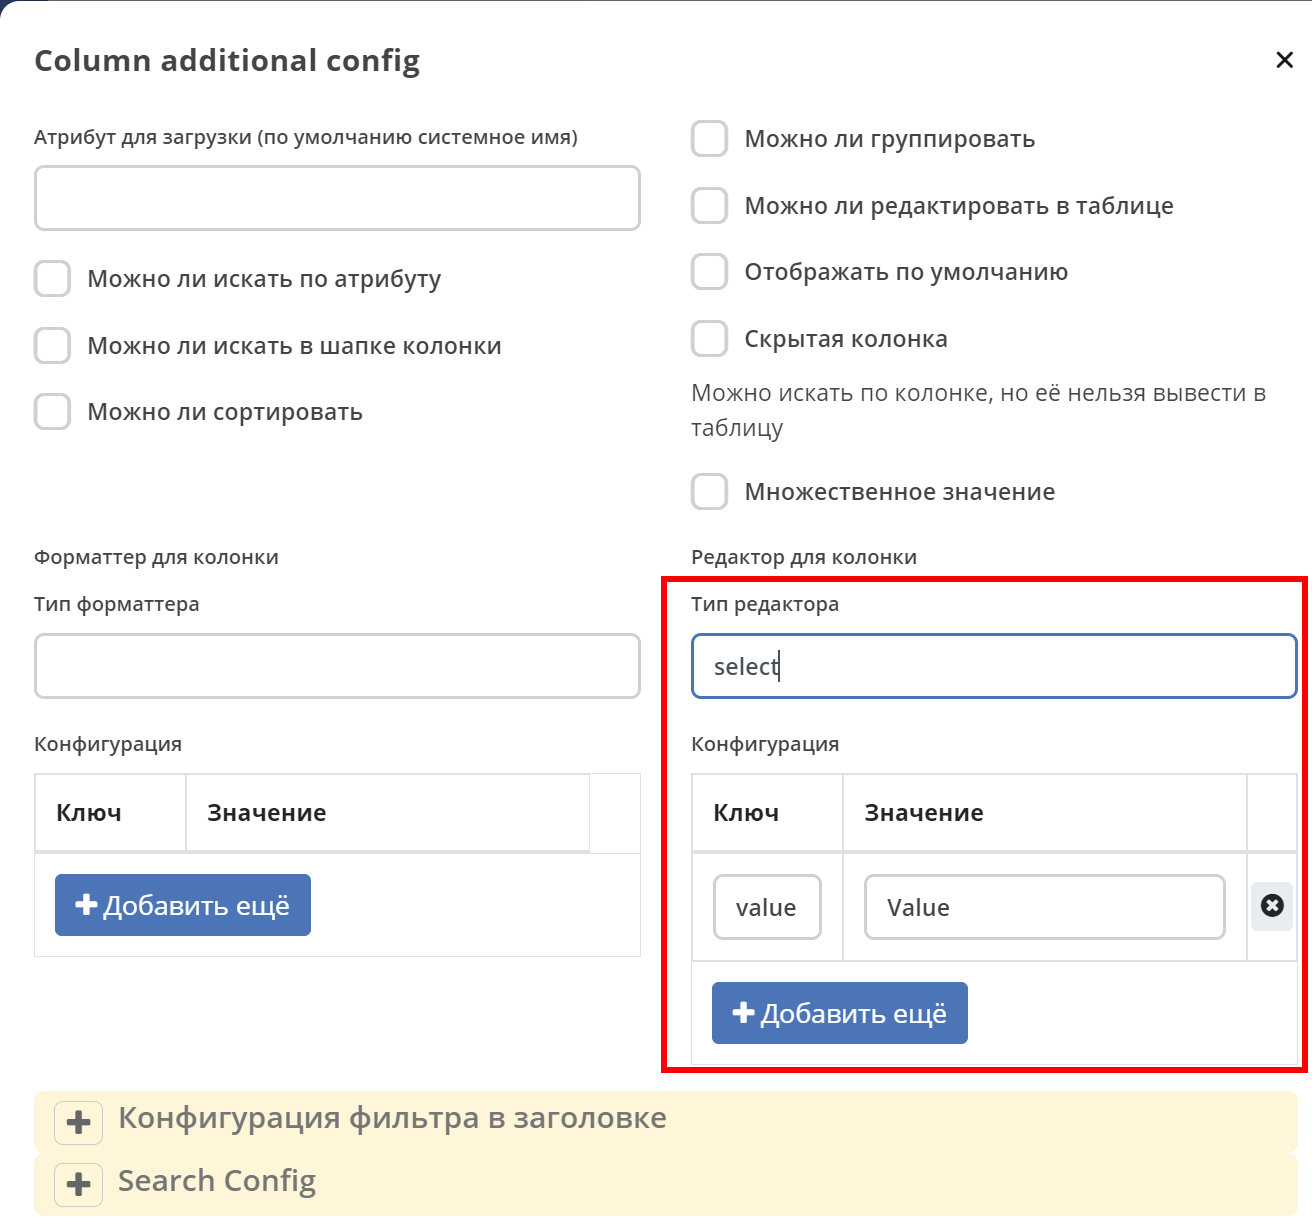 Column additional config
Атрибут для загрузки (по умолчанию системное имя)
Можно ли искать по атрибуту
Можно ли искать в шапке колонки
Можно ли сортировать
Можно ли группировать
Можно ли редактировать в таблице
Отображать по умолчанию
Скрытая колонка
Можно искать по колонке, но её нельзя вывести в
таблицу
Множественное значение
Форматтер для колонки
Тип форматтера
Конфигурация
Ключ Значение
Добавить ещё
Редактор для колонки
Тип редактора
select
Конфигурация
Ключ Значение
value Value
Добавить ещё
Конфигурация фильтра в заголовке
Search Config